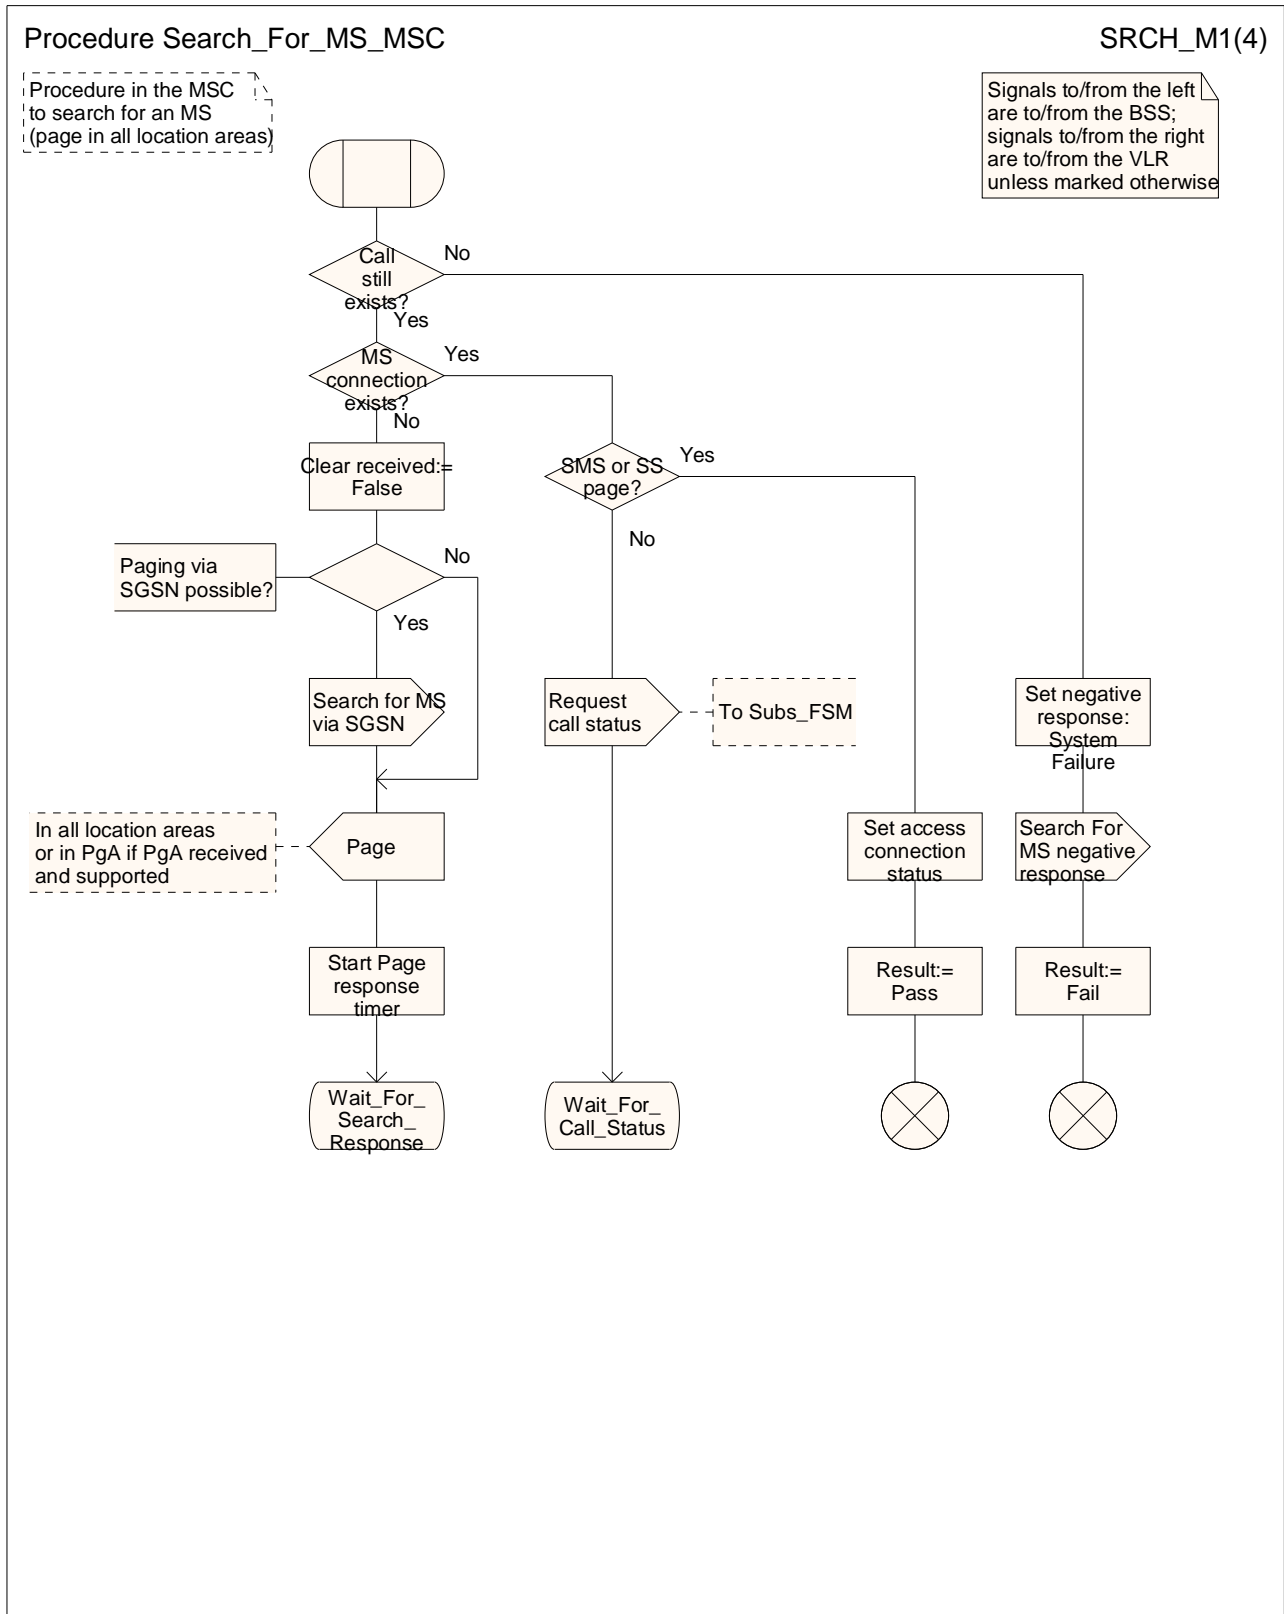 Procedure Search_For_MS_MSC
SRCH_M1(4)
Procedure in the MSC
to search for an MS
(page in all location areas)
Signals to/from the left
are to/from the BSS;
signals to/from the right
are to/from the VLR
unless marked otherwise
Call
still
exists?
No
Yes
MS
connection
exists?
Yes
No
Clear received:=
False
SMS or SS
page?
Yes
No
Paging via
SGSN possible?
No
Yes
Search for MS
via SGSN
Request
call status
To Subs_FSM
Set negative
response:
System
Failure
In all location areas
or in PgA if PgA received
and supported
Page
Set access
connection
status
Search For
MS negative
response
Start Page
response
timer
Result:=
Pass
Result:=
Fail
Wait_For_
Search_
Response
Wait_For_
Call_Status